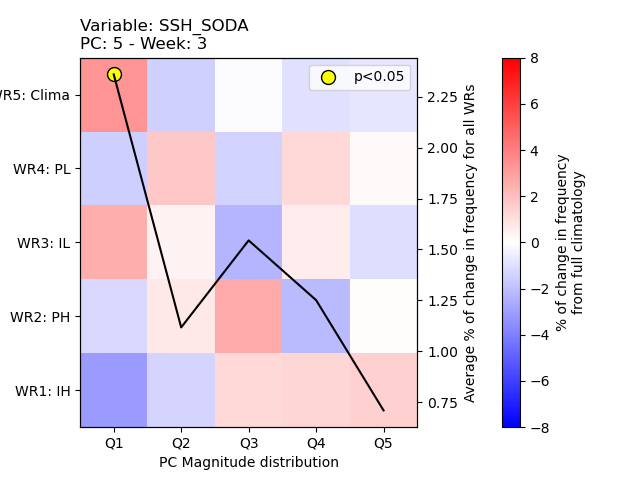 Variable: SSH_SODA
PC: 5 - Week: 3
p<0.05
WR5: Clima
WR4: PL
WR3: IL
WR2: PH
WR1: IH
Q1 Q2 Q3 Q4 Q5
PC Magnitude distribution
2.25
2.00
1.75
1.50
1.25
1.00
0.75
Average % of change in frequency for all WRs
8
6
4
2
0
−2
−4
−6
−8
% of change in frequency
from full climatology